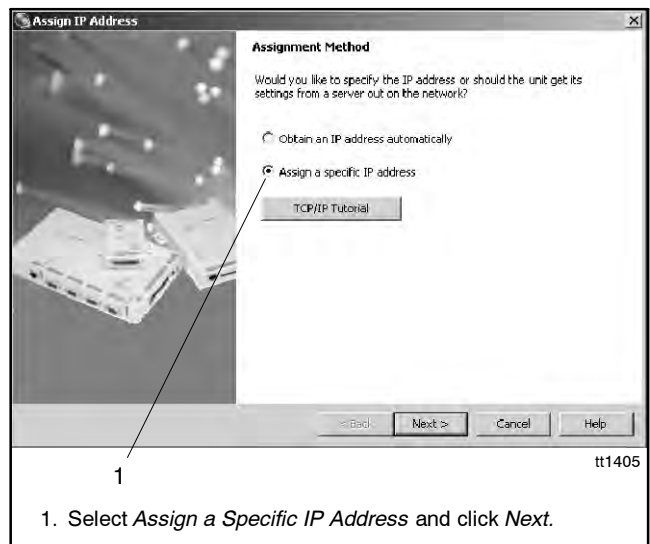 Assign IP Address
Assignment Method
Would you like to specify the IP address or should the unit get its
settings from a server out on the network?
Obtain an IP address automatically
Assign a specific IP address
TCP/IP Tutorial
< Back
Next >
Cancel
Help
1
tt1405
1. Select Assign a Specific IP Address and click Next.